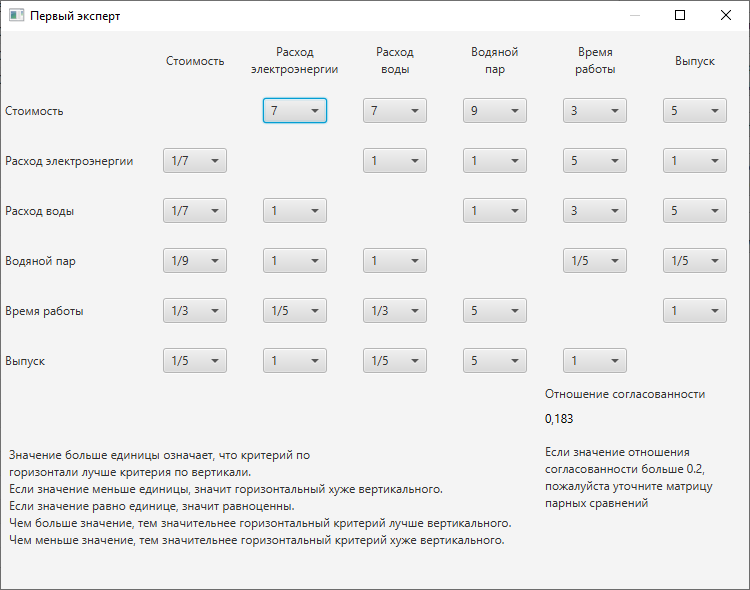 Первый эксперт
Стоимость Расход электроэнергии Расход воды Водяной пар Время работы Выпуск
Стоимость 7 7 9 3 5
Расход электроэнергии 1/7 1 1 5 1
Расход воды 1/7 1 1 3 5
Водяной пар 1/9 1 1 1/5 1/5
Время работы 1/3 1/5 1/3 5 1
Выпуск 1/5 1 1/5 5 1
Отношение согласованности
0,183
Если значение отношения
согласованности больше 0.2,
пожалуйста уточните матрицу
парных сравнений
Значение больше единицы означает, что критерий по
горизонтали лучше критерия по вертикали.
Если значение меньше единицы, значит горизонтальный хуже вертикального.
Если значение равно единице, значит равноценны.
Чем больше значение, тем значительнее горизонтальный критерий лучше вертикального.
Чем меньше значение, тем значительнее горизонтальный критерий хуже вертикального.